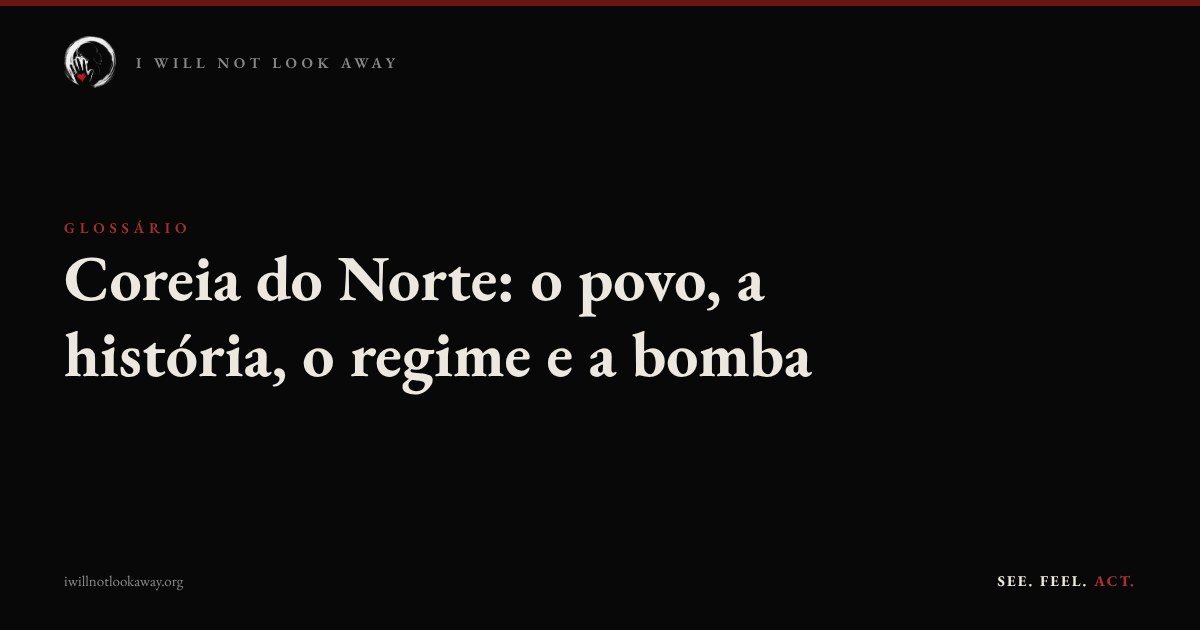 I WILL NOT LOOK AWAY
GLOSSÁRIO
Coreia do Norte: o povo, a
história, o regime e a bomba
iwillnotlookaway.org
SEE. FEEL. ACT.